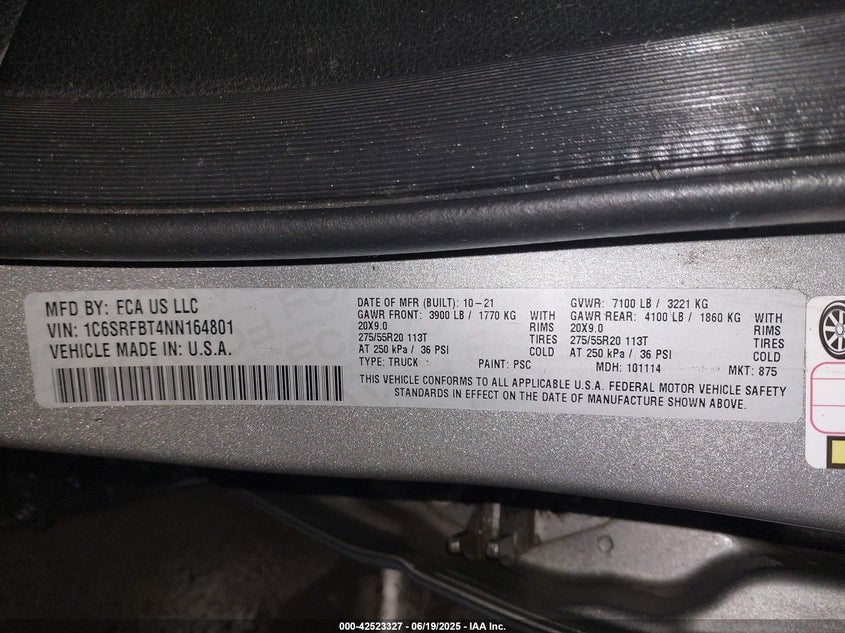 MFD BY: FCA US LLC
VIN: 1C6SRFBT4NN164801
VEHICLE MADE IN: U.S.A.
DATE OF MFR (BUILT): 10-21
GAWR FRONT: 3900 LB / 1770 KG WITH
20X9.0 RIMS
275/55R20 113T TIRES
AT 250 kPa / 36 PSI COLD
TYPE: TRUCK PAINT: PSC
GVWR: 7100 LB / 3221 KG
GAWR REAR: 4100 LB / 1860 KG WITH
20X9.0 RIMS
275/55R20 113T TIRES
AT 250 kPa / 36 PSI COLD
MDH: 101114 MKT: 875
THIS VEHICLE CONFORMS TO ALL APPLICABLE U.S.A. FEDERAL MOTOR VEHICLE SAFETY
STANDARDS IN EFFECT ON THE DATE OF MANUFACTURE SHOWN ABOVE.
000-42523327 - 06/19/2025 - IAA Inc.